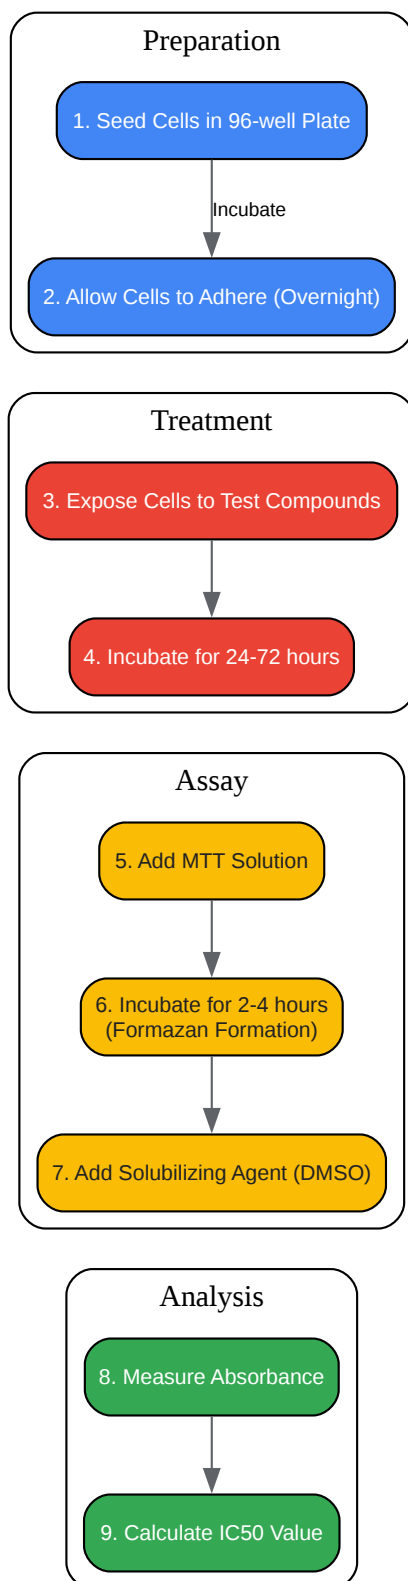 Preparation
1. Seed Cells in 96-well Plate
Incubate
2. Allow Cells to Adhere (Overnight)
Treatment
3. Expose Cells to Test Compounds
4. Incubate for 24-72 hours
Assay
5. Add MTT Solution
6. Incubate for 2-4 hours
(Formazan Formation)
7. Add Solubilizing Agent (DMSO)
Analysis
8. Measure Absorbance
9. Calculate IC50 Value